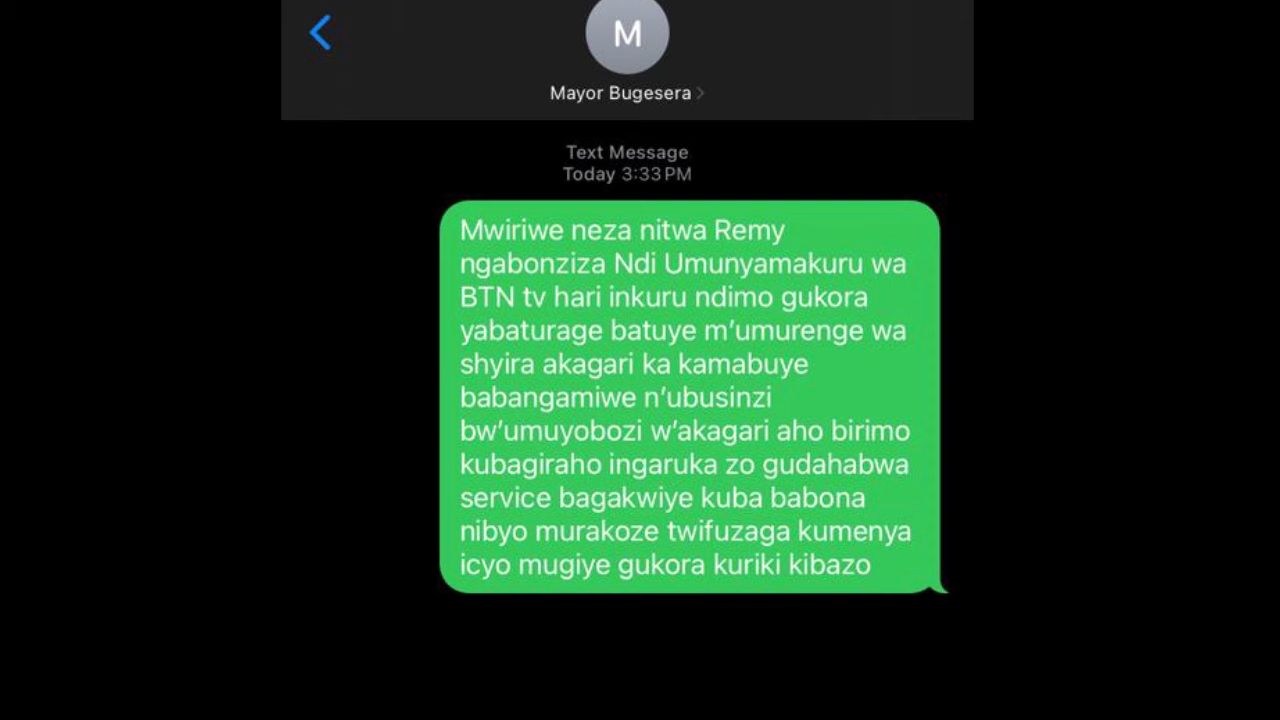 M
Mayor Bugesera
Text Message
Today 3:33 PM
Mwiriwe neza nitwa Remy
ngabonziza Ndi Umunyamakuru wa
BTN tv hari inkuru ndimo gukora
yabaturage batuye m’umurenge wa
shyira akagari ka kamabuye
babangamiwe n’ubusinzi
bw’umuyobozi w’akagari aho birimo
kubagiraho ingaruka zo gudahabwa
service bagakwiye kuba babona
nibyo murakoze twifuzaga kumenya
icyo mugiye gukora kuriki kibazo